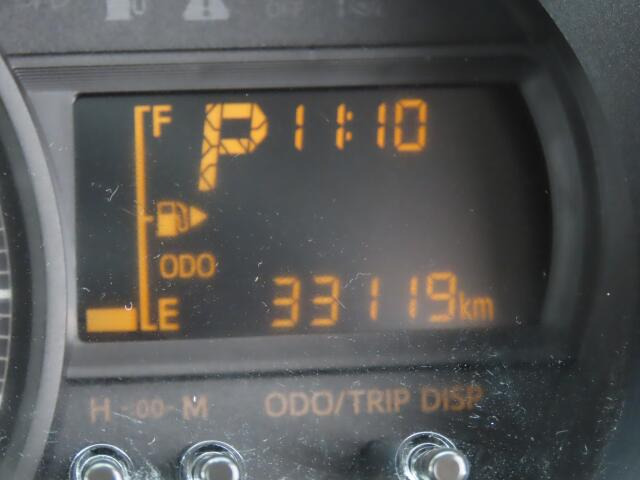 F P 11:10
ODO
E 33119km
H -00- M ODO/TRIP DISP